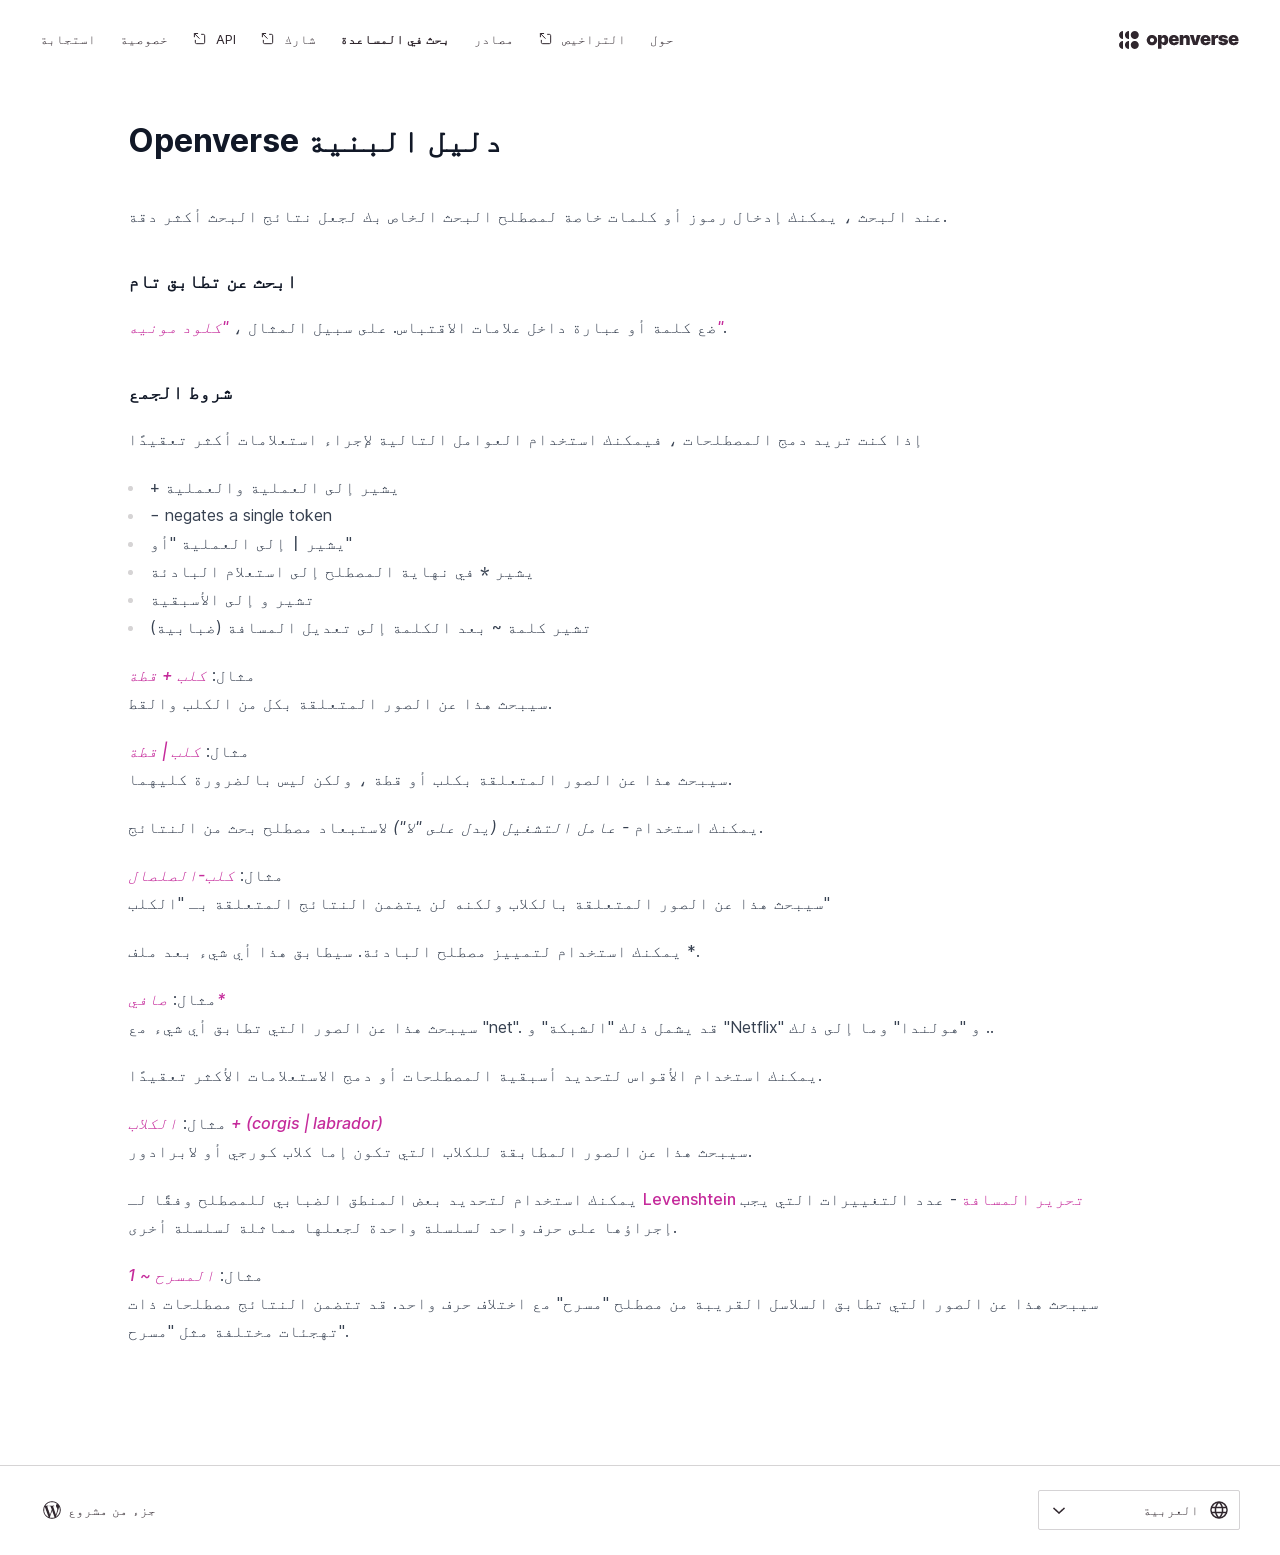 openverse
حول
التراخيص
مصادر
بحث في المساعدة
شارك
API
خصوصية
استجابة
دليل البنية Openverse
عند البحث ، يمكنك إدخال رموز أو كلمات خاصة لمصطلح البحث الخاص بك لجعل نتائج البحث أكثر دقة.
ابحث عن تطابق تام
ضع كلمة أو عبارة داخل علامات الاقتباس. على سبيل المثال ، "كلود مونيه".
شروط الجمع
إذا كنت تريد دمج المصطلحات ، فيمكنك استخدام العوامل التالية لإجراء استعلامات أكثر تعقيدًا
+ يشير إلى العملية والعملية
- negates a single token
يشير | إلى العملية "أو"
يشير * في نهاية المصطلح إلى استعلام البادئة
تشير و إلى الأسبقية
تشير كلمة ~ بعد الكلمة إلى تعديل المسافة (ضبابية)
مثال: كلب + قطة
سيبحث هذا عن الصور المتعلقة بكل من الكلب والقط.
مثال: كلب | قطة
سيبحث هذا عن الصور المتعلقة بكلب أو قطة ، ولكن ليس بالضرورة كليهما.
يمكنك استخدام - عامل التشغيل (يدل على "لا") لاستبعاد مصطلح بحث من النتائج.
مثال: كلب-الصلصال
سيبحث هذا عن الصور المتعلقة بالكلاب ولكنه لن يتضمن النتائج المتعلقة بـ "الكلب"
يمكنك استخدام لتمييز مصطلح البادئة. سيطابق هذا أي شيء بعد ملف *.
مثال: صافي*
سيبحث هذا عن الصور التي تطابق أي شيء مع "net". قد يشمل ذلك "الشبكة" و "Netflix" و "هولندا" وما إلى ذلك ..
يمكنك استخدام الأقواس لتحديد أسبقية المصطلحات أو دمج الاستعلامات الأكثر تعقيدًا.
مثال: الكلاب + (corgis | labrador)
سيبحث هذا عن الصور المطابقة للكلاب التي تكون إما كلاب كورجي أو لابرادور.
يمكنك استخدام لتحديد بعض المنطق الضبابي للمصطلح وفقًا لـ Levenshtein تحرير المسافة - عدد التغييرات التي يجب
إجراؤها على حرف واحد لسلسلة واحدة لجعلها مماثلة لسلسلة أخرى.
مثال: المسرح ~ 1
سيبحث هذا عن الصور التي تطابق السلاسل القريبة من مصطلح "مسرح" مع اختلاف حرف واحد. قد تتضمن النتائج مصطلحات ذات
تهجئات مختلفة مثل "مسرح".
العربية
جزء من مشروع